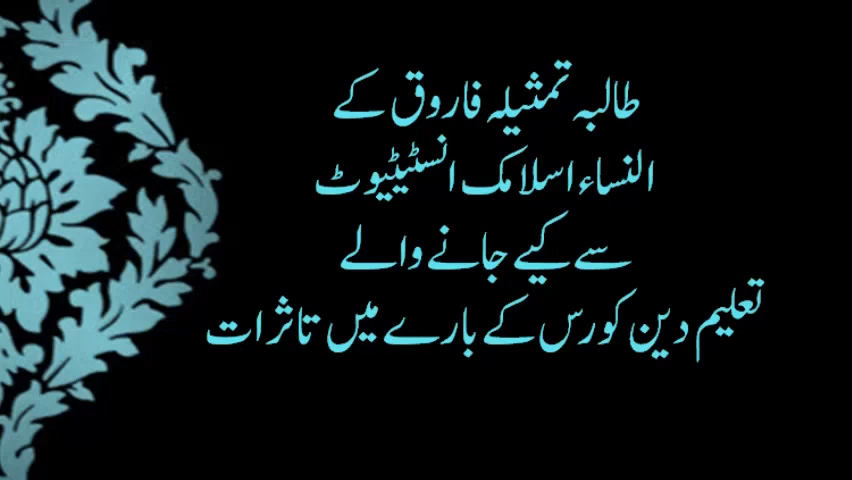 طالبہ تمثیلہ فاروق کے
النساء اسلامک انسٹیٹیوٹ
سے کیے جانے والے
تعلیم دین کورس کے بارے میں تاثرات